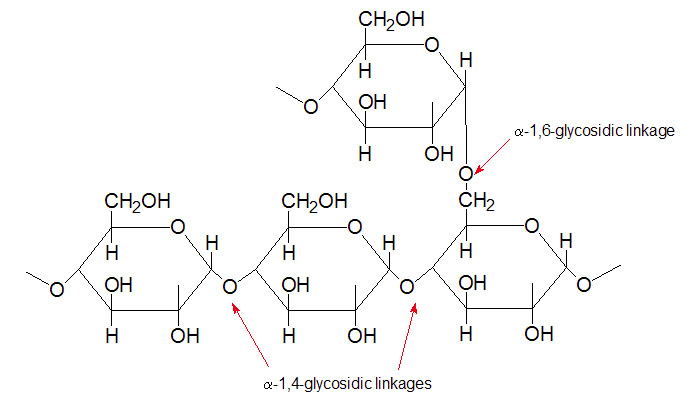 CH₂OH
O
H
H
OH
O
α-1,6-glycosidic linkage
H OH
O
CH₂OH CH₂OH CH₂
O O O
H H H
H H H
O OH O OH O OH O
H OH H OH H OH
α-1,4-glycosidic linkages